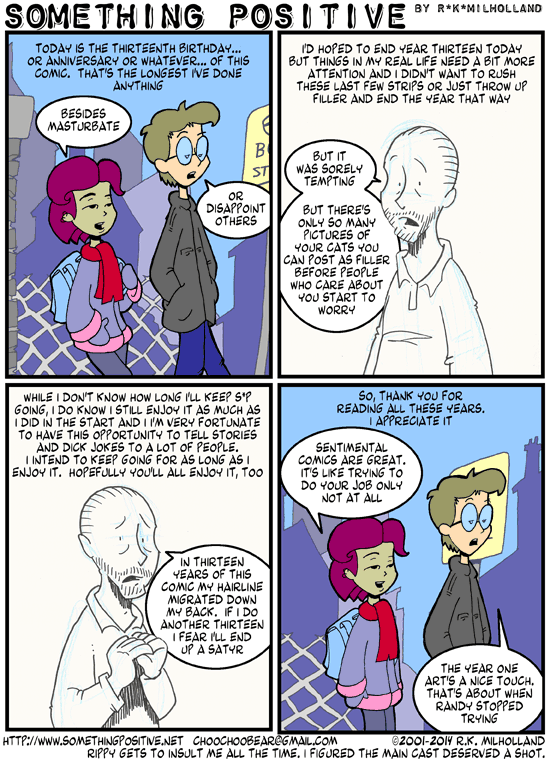 SOMETHING POSITIVE BY R*K*MILHOLLAND
TODAY IS THE THIRTEENTH BIRTHDAY...
OR ANNIVERSARY OR WHATEVER... OF THIS
COMIC. THAT'S THE LONGEST I'VE DONE
ANYTHING
BESIDES
MASTURBATE
OR
DISAPPOINT
OTHERS
B
ST
I'D HOPED TO END YEAR THIRTEEN TODAY
BUT THINGS IN MY REAL LIFE NEED A BIT MORE
ATTENTION AND I DIDN'T WANT TO RUSH
THESE LAST FEW STRIPS OR JUST THROW UP
FILLER AND END THE YEAR THAT WAY
BUT IT
WAS SORELY
TEMPTING
BUT THERE'S
ONLY SO MANY
PICTURES OF
YOUR CATS YOU
CAN POST AS FILLER
BEFORE PEOPLE
WHO CARE ABOUT
YOU START TO
WORRY
WHILE I DON'T KNOW HOW LONG I'LL KEEP S*P
GOING, I DO KNOW I STILL ENJOY IT AS MUCH AS
I DID IN THE START AND I I'M VERY FORTUNATE
TO HAVE THIS OPPORTUNITY TO TELL STORIES
AND DICK JOKES TO A LOT OF PEOPLE.
I INTEND TO KEEP GOING FOR AS LONG AS I
ENJOY IT. HOPEFULLY YOU'LL ALL ENJOY IT, TOO
IN THIRTEEN
YEARS OF THIS
COMIC MY HAIRLINE
MIGRATED DOWN
MY BACK. IF I DO
ANOTHER THIRTEEN
I FEAR I'LL END
UP A SATYR
SO, THANK YOU FOR
READING ALL THESE YEARS.
I APPRECIATE IT
SENTIMENTAL
COMICS ARE GREAT.
IT'S LIKE TRYING TO
DO YOUR JOB ONLY
NOT AT ALL
THE YEAR ONE
ART'S A NICE TOUCH.
THAT'S ABOUT WHEN
RANDY STOPPED
TRYING
HTTP://WWW.SOMETHINGPOSITIVE.NET CHOOCHOOBEAR@GMAIL.COM ©2001-2014 R.K. MILHOLLAND
RIPPY GETS TO INSULT ME ALL THE TIME. I FIGURED THE MAIN CAST DESERVED A SHOT.